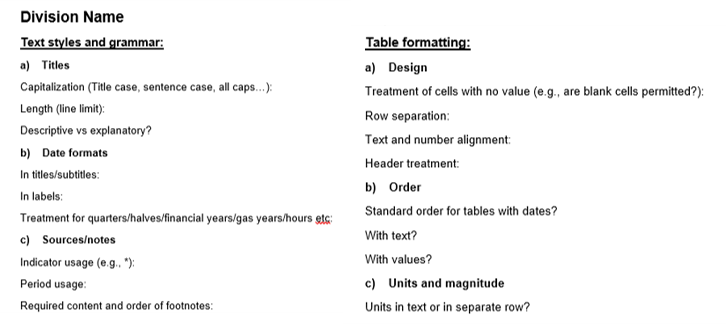 Division Name
Text styles and grammar:
a) Titles
Capitalization (Title case, sentence case, all caps...):
Length (line limit):
Descriptive vs explanatory?
b) Date formats
In titles/subtitles:
In labels:
Treatment for quarters/halves/financial years/gas years/hours etc:
c) Sources/notes
Indicator usage (e.g., *):
Period usage:
Required content and order of footnotes:
Table formatting:
a) Design
Treatment of cells with no value (e.g., are blank cells permitted?):
Row separation:
Text and number alignment:
Header treatment:
b) Order
Standard order for tables with dates?
With text?
With values?
c) Units and magnitude
Units in text or in separate row?